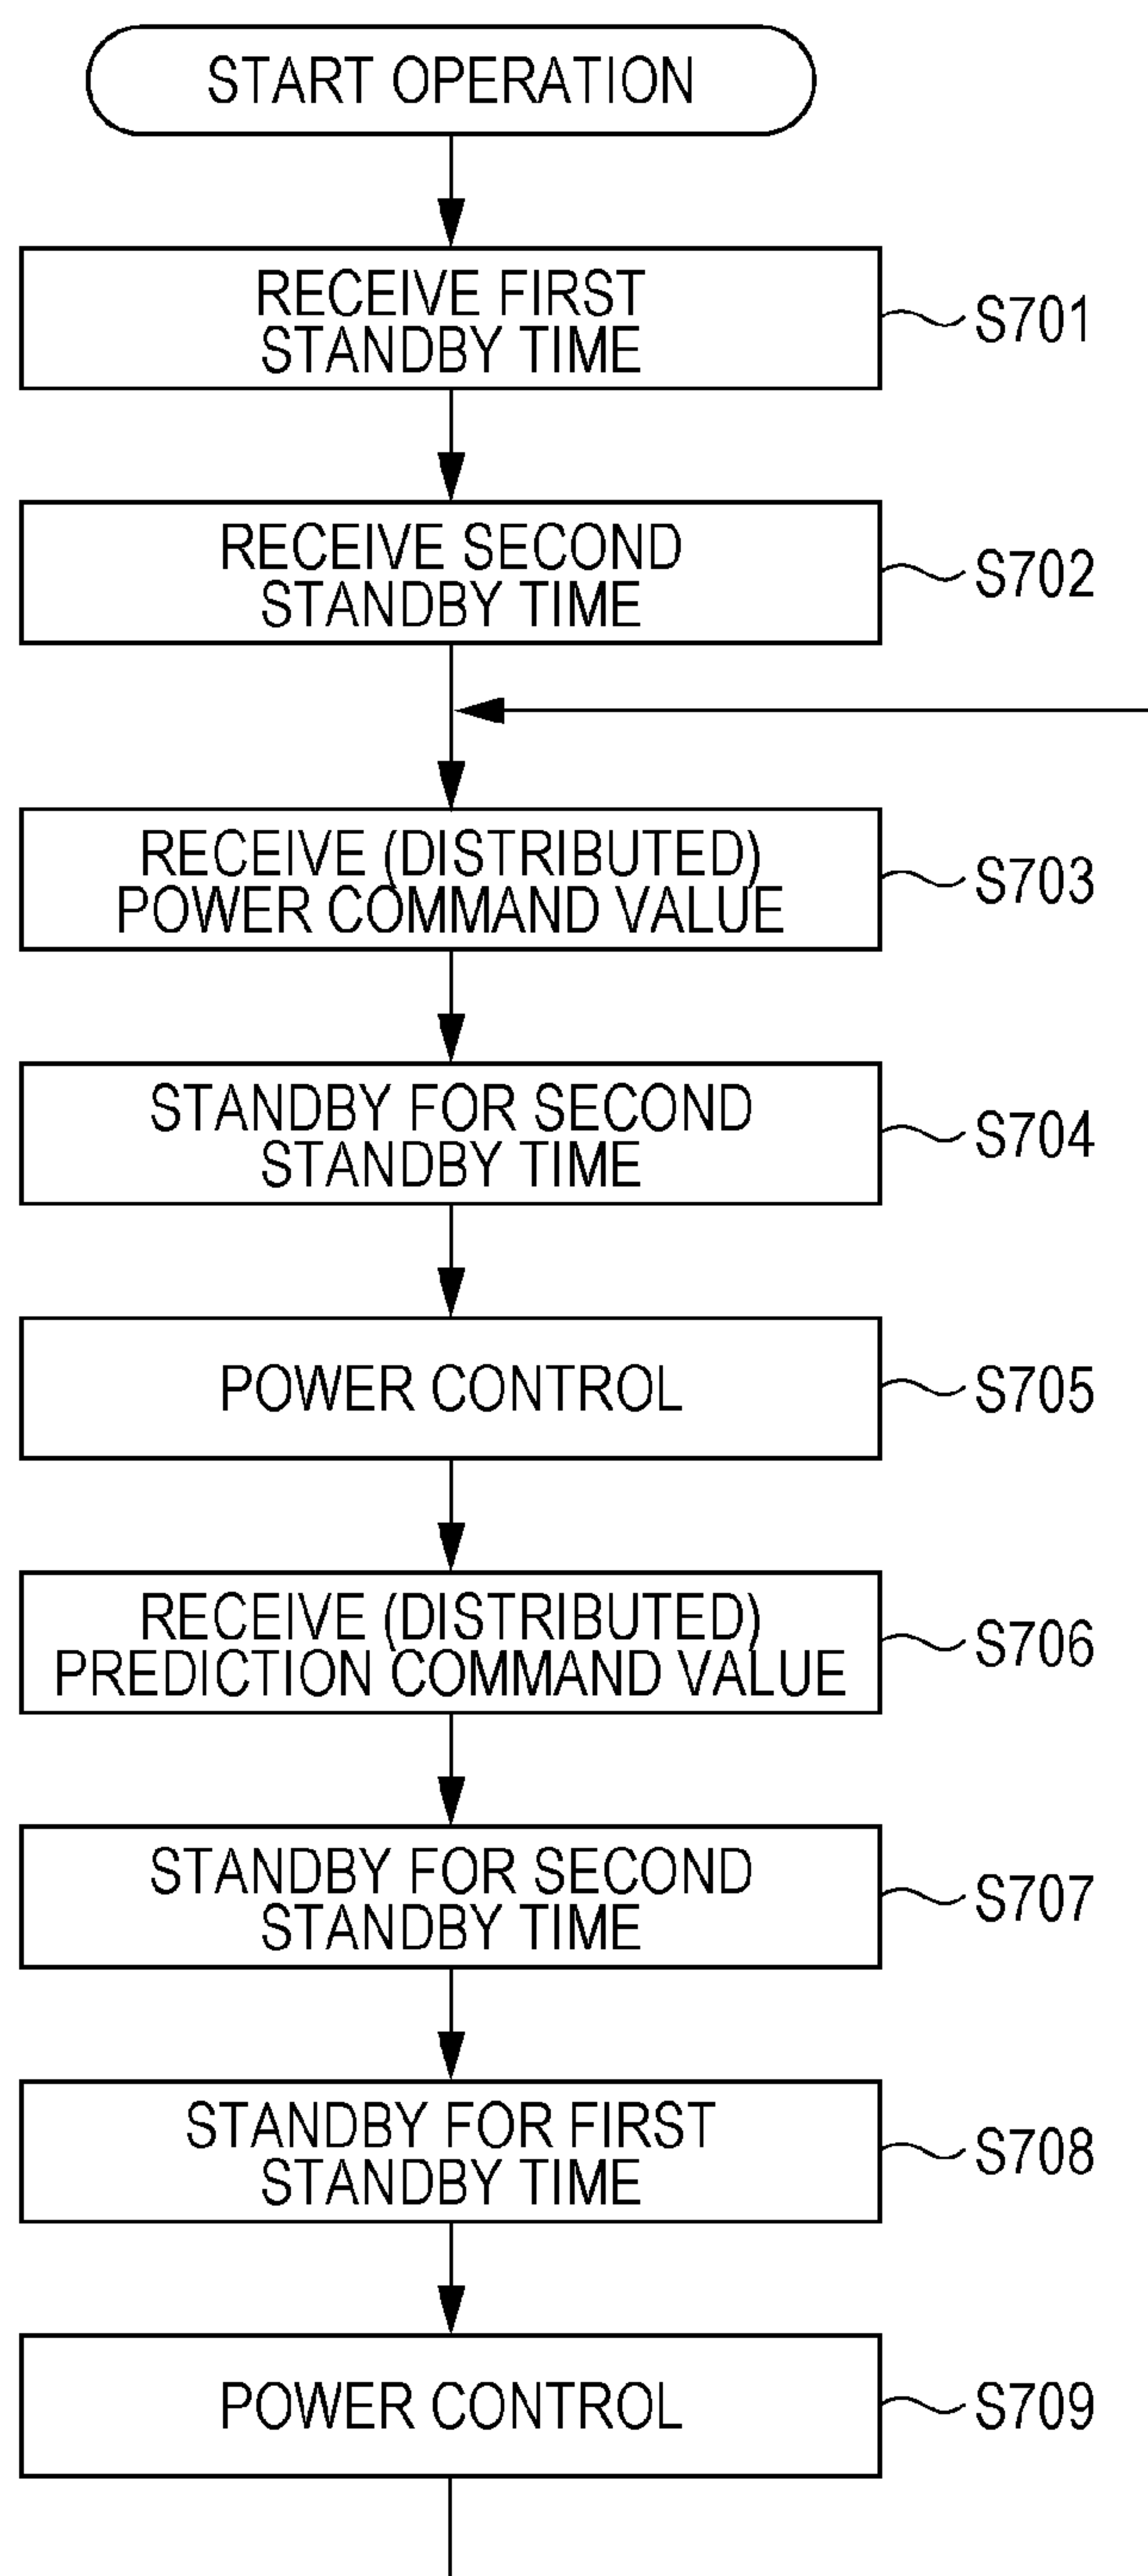 START OPERATION
RECEIVE FIRST
STANDBY TIME
S701
RECEIVE SECOND
STANDBY TIME
S702
RECEIVE (DISTRIBUTED)
POWER COMMAND VALUE
S703
STANDBY FOR SECOND
STANDBY TIME
S704
POWER CONTROL
S705
RECEIVE (DISTRIBUTED)
PREDICTION COMMAND VALUE
S706
STANDBY FOR SECOND
STANDBY TIME
S707
STANDBY FOR FIRST
STANDBY TIME
S708
POWER CONTROL
S709